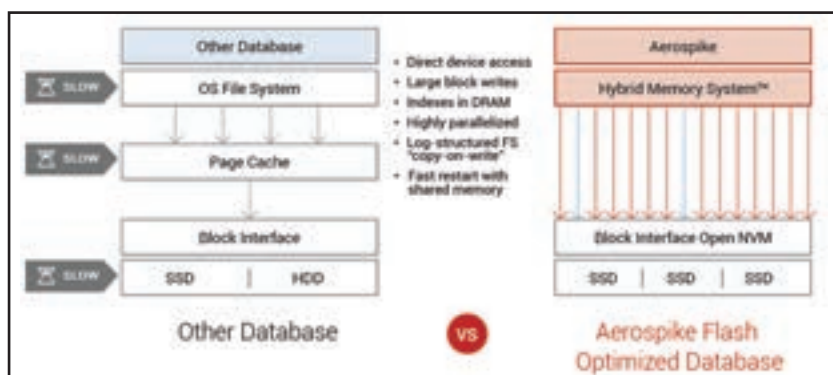 Other Database
SLOW
OS File System
SLOW
Page Cache
Block Interface
SLOW
SSD | HDD
Other Database
• Direct device access
• Large block writes
• Indexes in DRAM
• Highly parallelized
• Log-structured FS
"copy-on-write"
• Fast restart with
shared memory
VS
Aerospike
Hybrid Memory System™
Block Interface Open NVM
SSD | SSD | SSD
Aerospike Flash
Optimized Database